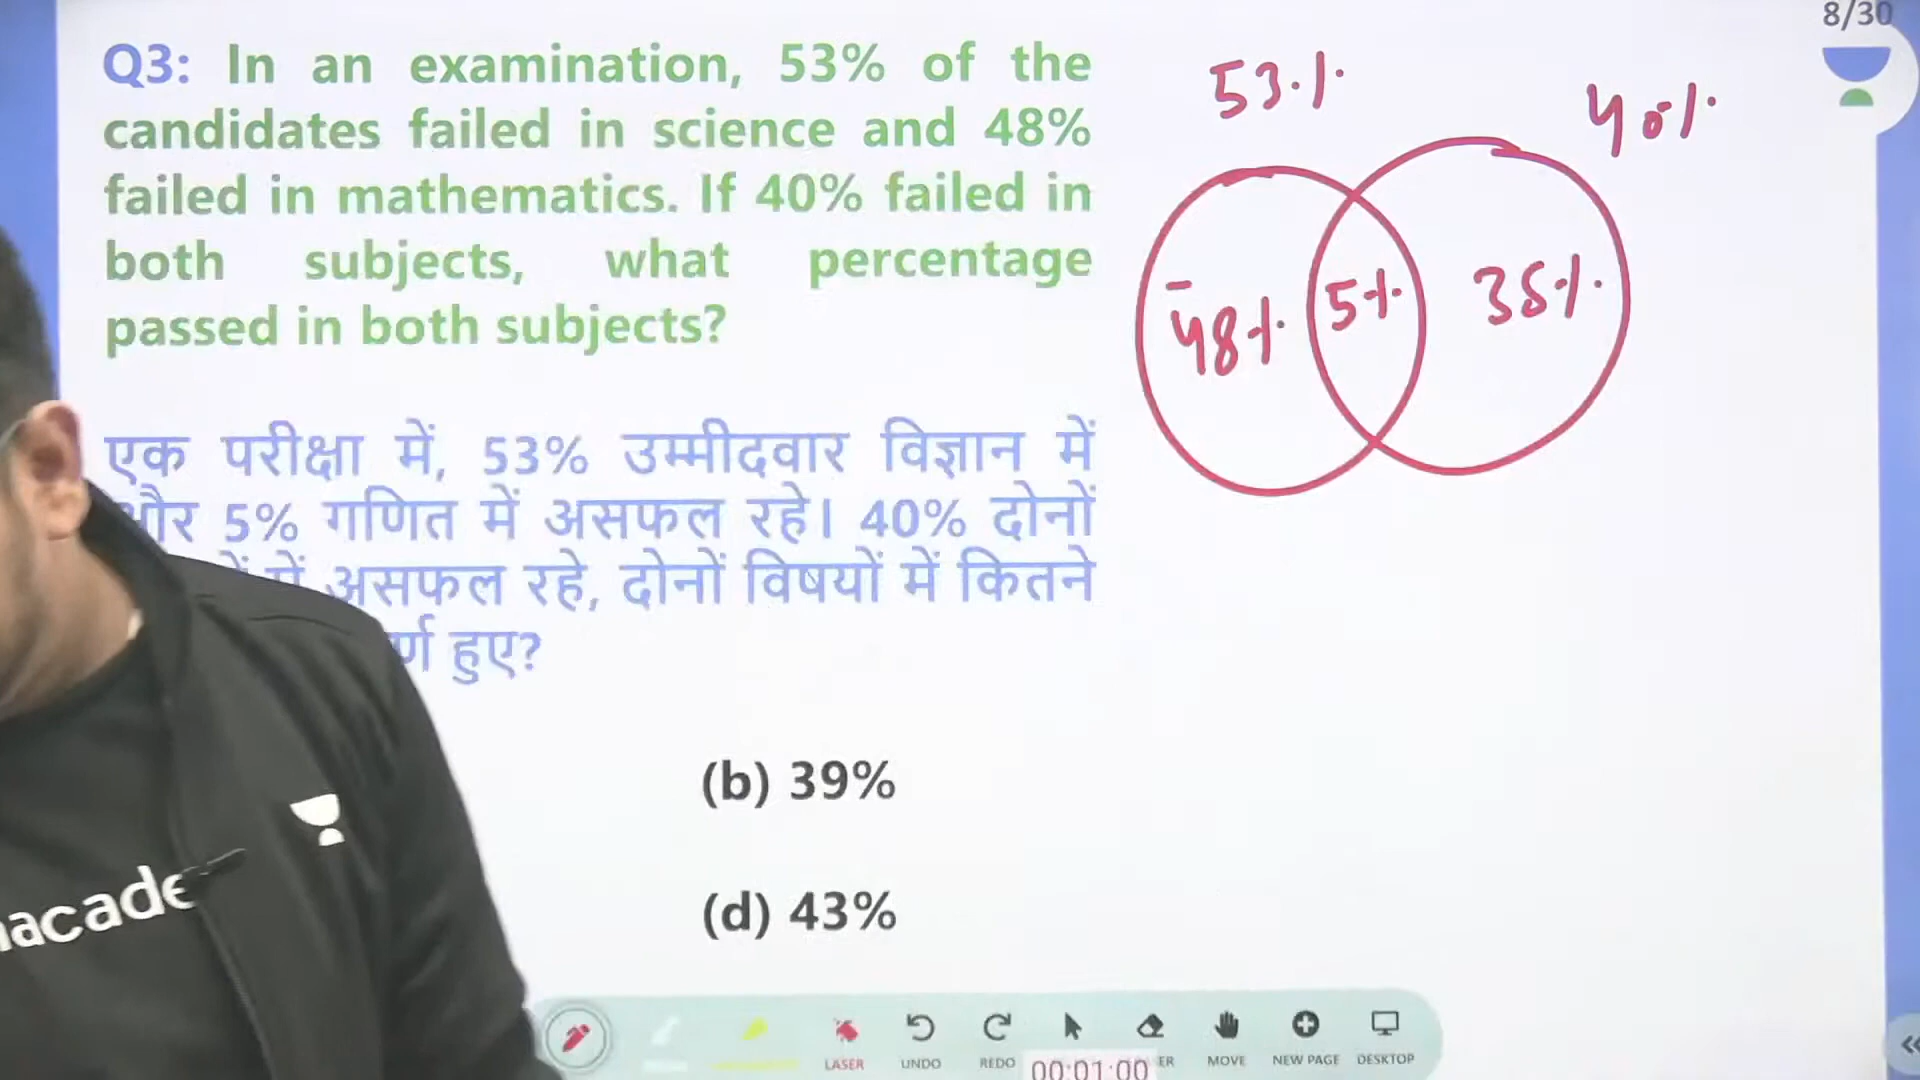 8/30
Q3: In an examination, 53% of the
candidates failed in science and 48%
failed in mathematics. If 40% failed in
both subjects, what percentage
passed in both subjects?
एक परीक्षा में, 53% उम्मीदवार विज्ञान में
और 5% गणित में असफल रहे। 40% दोनों
में असफल रहे, दोनों विषयों में कितने
हुए?
53%
40%
48% 5% 35%
(b) 39%
(d) 43%
acade
LASER UNDO REDO MOVE NEW PAGE DESKTOP
00:01:00